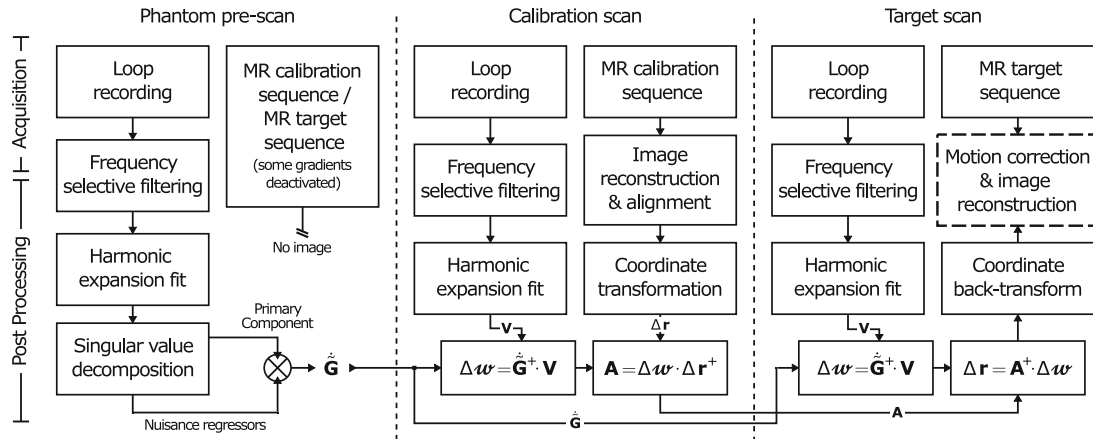 Phantom pre-scan
Calibration scan
Target scan
Acquisition
Post Processing
Loop
recording
MR calibration
sequence /
MR target
sequence
(some gradients
deactivated)
No image
Frequency
selective filtering
Harmonic
expansion fit
Singular value
decomposition
Primary
Component
Nuisance regressors
G̃̇
Loop
recording
MR calibration
sequence
Frequency
selective filtering
Image
reconstruction
& alignment
Harmonic
expansion fit
Coordinate
transformation
V
Δr
Δw = G̃̇⁺· V
A = Δw · Δr⁺
G̃̇
Loop
recording
MR target
sequence
Frequency
selective filtering
Motion correction
& image
reconstruction
Harmonic
expansion fit
Coordinate
back-transform
V
Δw = G̃̇⁺· V
Δr = A⁺· Δw
A